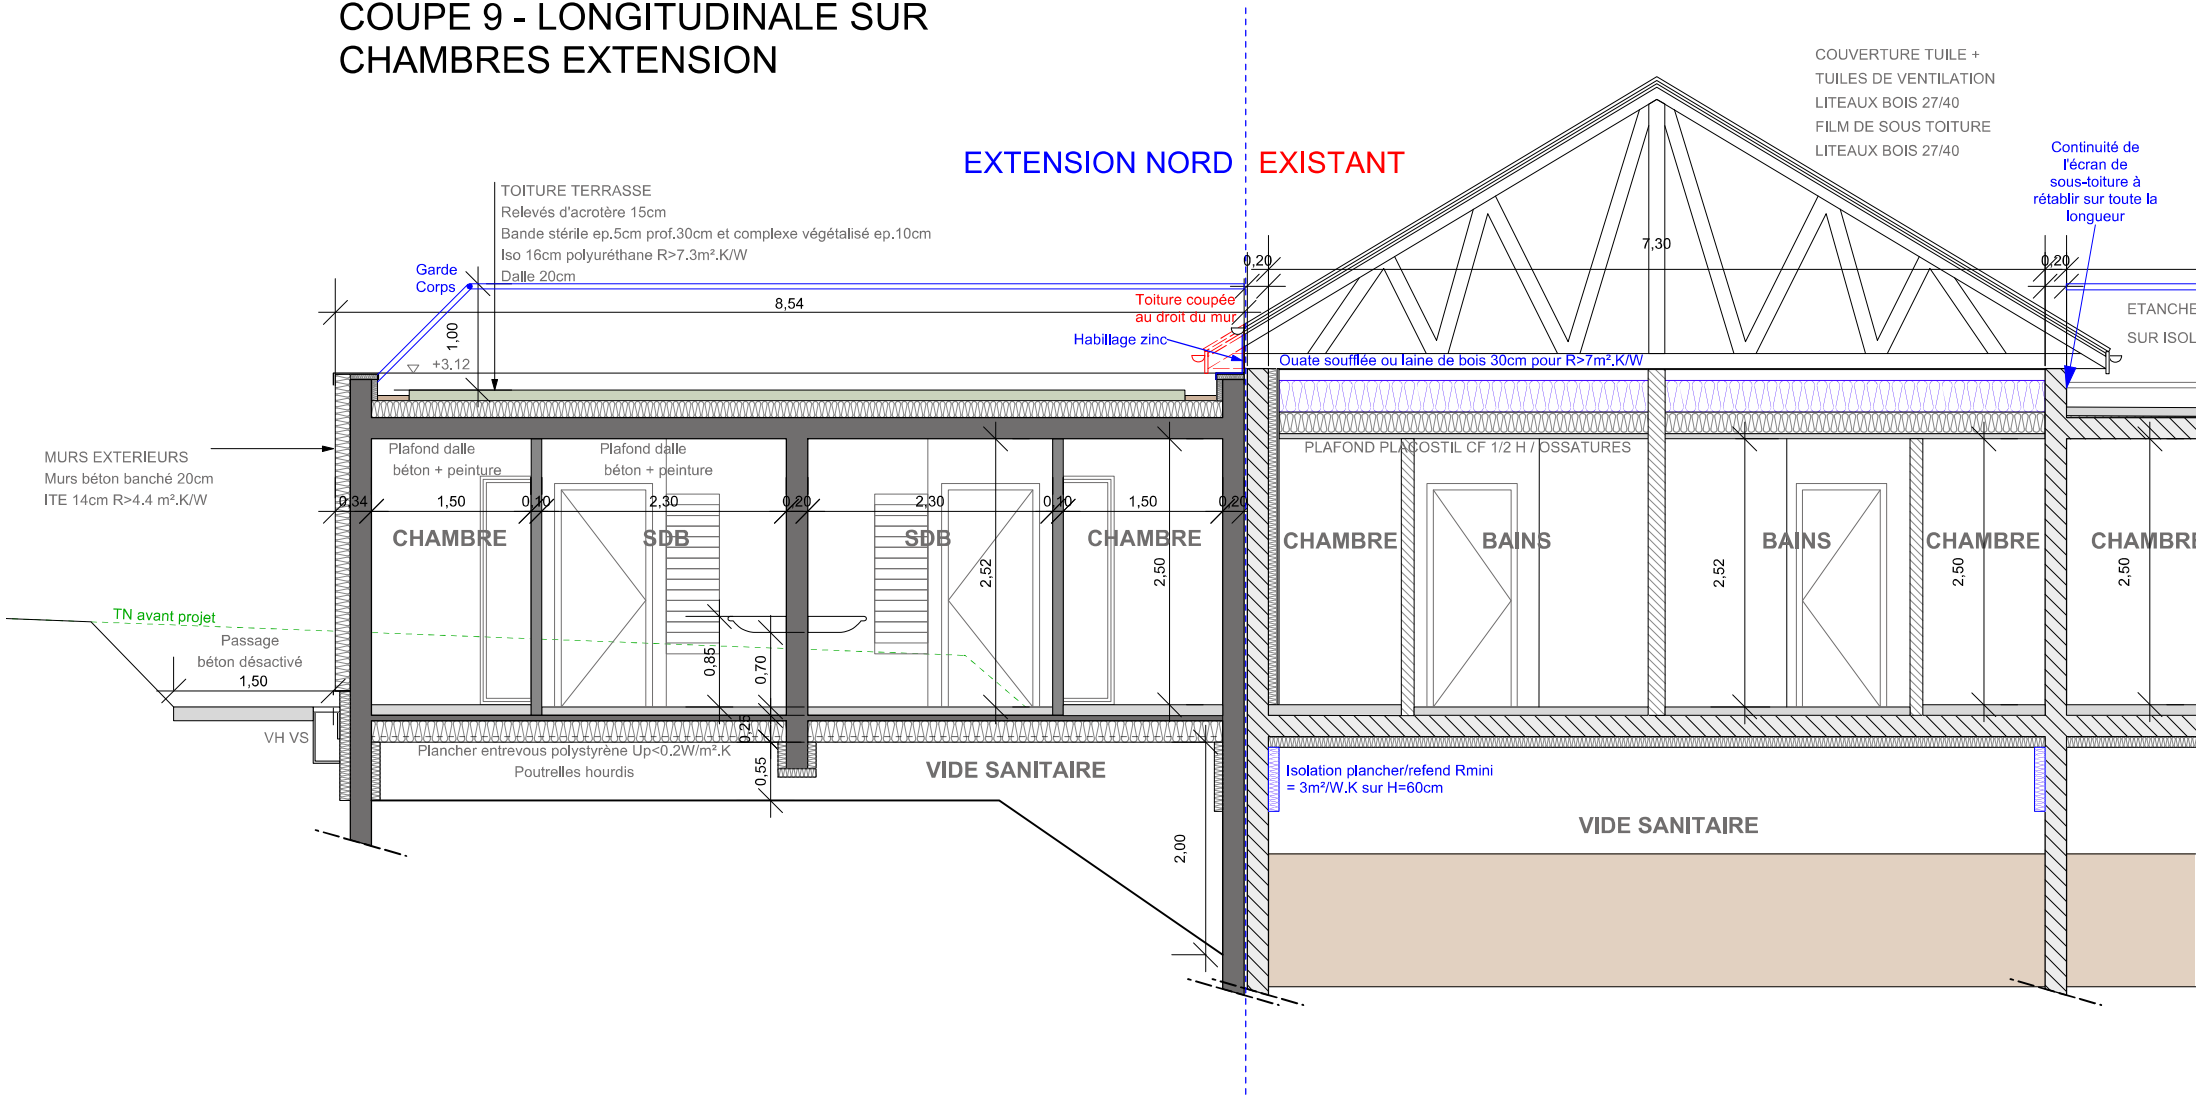 COUPE 9 - LONGITUDINALE SUR
CHAMBRES EXTENSION
EXTENSION NORD
EXISTANT
COUVERTURE TUILE +
TUILES DE VENTILATION
LITEAUX BOIS 27/40
FILM DE SOUS TOITURE
LITEAUX BOIS 27/40
Continuité de
l'écran de
sous-toiture à
rétablir sur toute la
longueur
TOITURE TERRASSE
Relevés d'acrotère 15cm
Bande stérile ep.5cm prof.30cm et complexe végétalisé ep.10cm
Iso 16cm polyuréthane R>7.3m².K/W
Dalle 20cm
Garde
Corps
8,54
1,00
+3.12
Toiture coupée
au droit du mur
Habillage zinc
0,20
7,30
0,20
ETANCHE
SUR ISOL
Ouate soufflée ou laine de bois 30cm pour R>7m².K/W
PLAFOND PLACOSTIL CF 1/2 H / OSSATURES
MURS EXTERIEURS
Murs béton banché 20cm
ITE 14cm R>4.4 m².K/W
Plafond dalle
béton + peinture
Plafond dalle
béton + peinture
0,34
1,50
0,10
2,30
0,20
2,30
0,10
1,50
0,20
CHAMBRE
SDB
SDB
CHAMBRE
CHAMBRE
BAINS
BAINS
CHAMBRE
CHAMBRE
2,52
2,50
2,52
2,50
2,50
TN avant projet
Passage
béton désactivé
1,50
VH VS
0,85
0,70
0,25
0,55
Plancher entrevous polystyrène Up<0.2W/m².K
Poutrelles hourdis
VIDE SANITAIRE
2,00
Isolation plancher/refend Rmini
= 3m²/W.K sur H=60cm
VIDE SANITAIRE